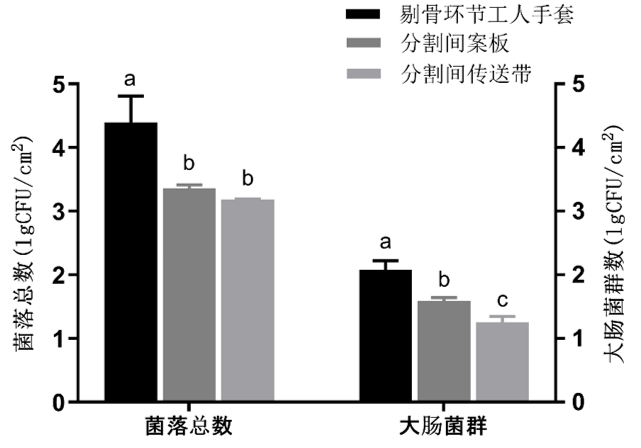 剔骨环节工人手套
分割间案板
分割间传送带
菌落总数(lgCFU/cm²)
5
4
3
2
1
0
a
b
b
a
b
c
5
4
3
2
1
0
大肠菌群数(lgCFU/cm²)
菌落总数
大肠菌群